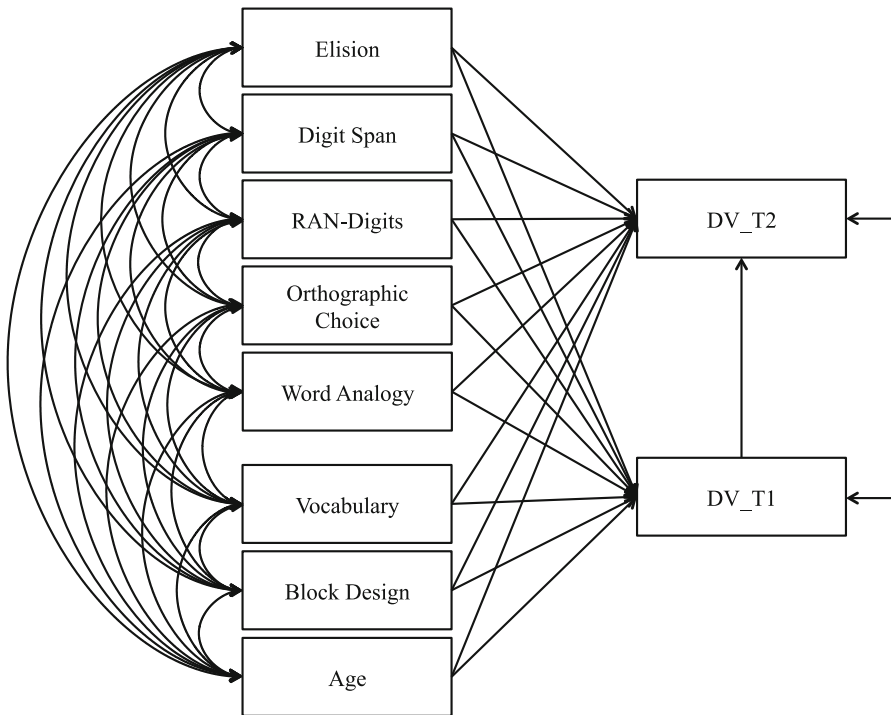 Elision
Digit Span
RAN-Digits
Orthographic
Choice
Word Analogy
Vocabulary
Block Design
Age
DV_T2
DV_T1